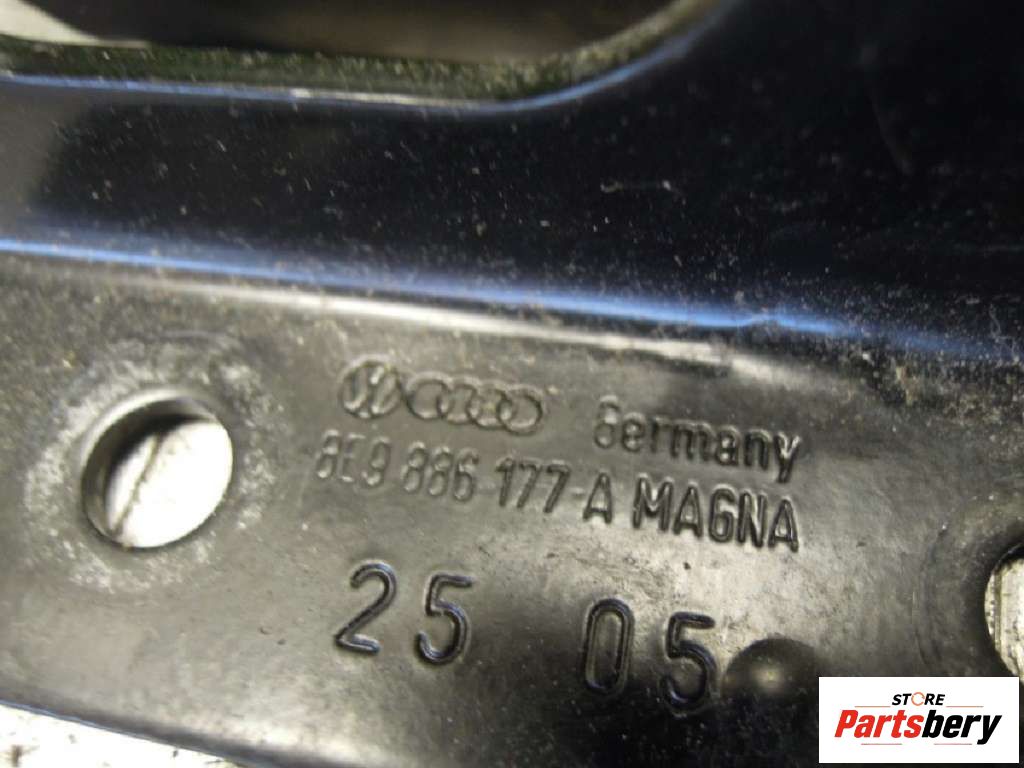 Germany
8E9 886 177-A MAGNA
25 05
STORE
Partsbery